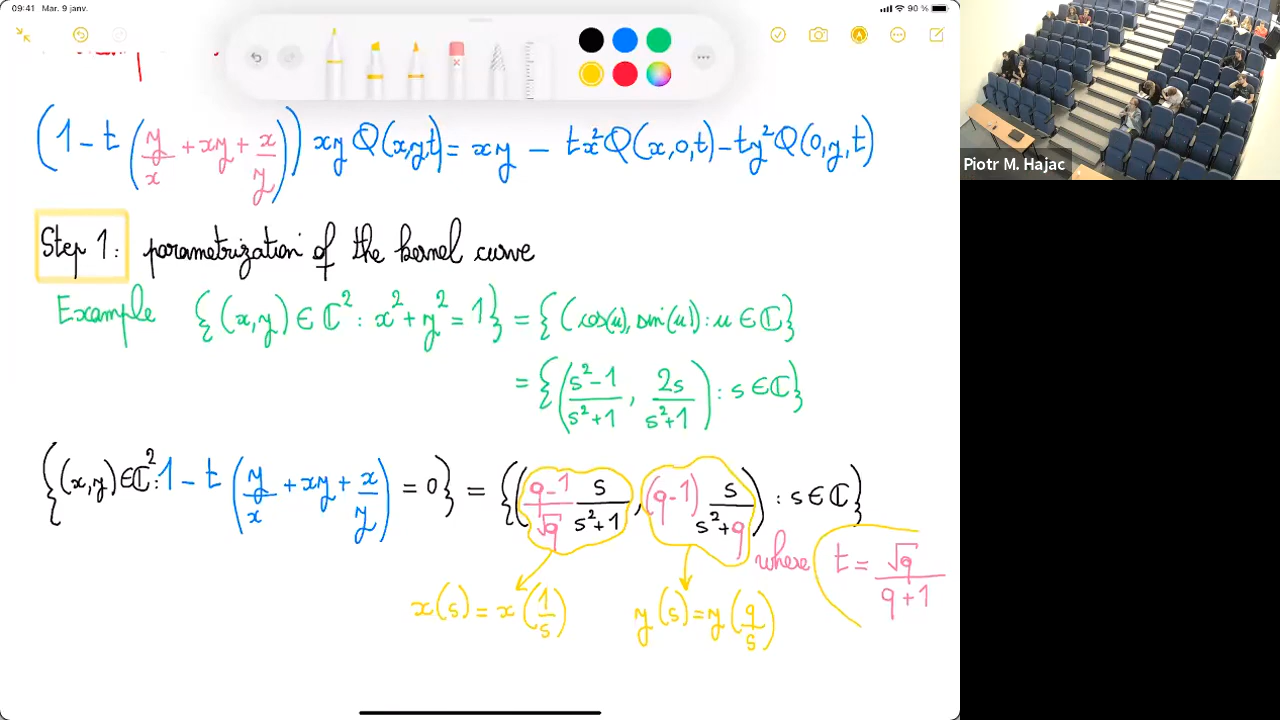 09:41 Mar. 9 janv.
90 %
(1 - t (y/x + xy + x/y)) xy Q(x,y,t) = xy - tx²Q(x,0,t) - ty²Q(0,y,t)
Step 1: parametrization of the kernel curve
Example {(x,y) ∈ ℂ² : x² + y² = 1} = {(cos(u), sin(u)) : u ∈ ℂ}
= {((s²-1)/(s²+1), 2s/(s²+1)) : s ∈ ℂ}
{(x,y) ∈ ℂ² : 1 - t (y/x + xy + x/y) = 0} = {((q-1)/√q s/(s²+1), (q-1) s/(s²+q)) : s ∈ ℂ}
where t = √q/(q+1)
x(s) = x(1/s) y(s) = y(q/s)
Piotr M. Hajac